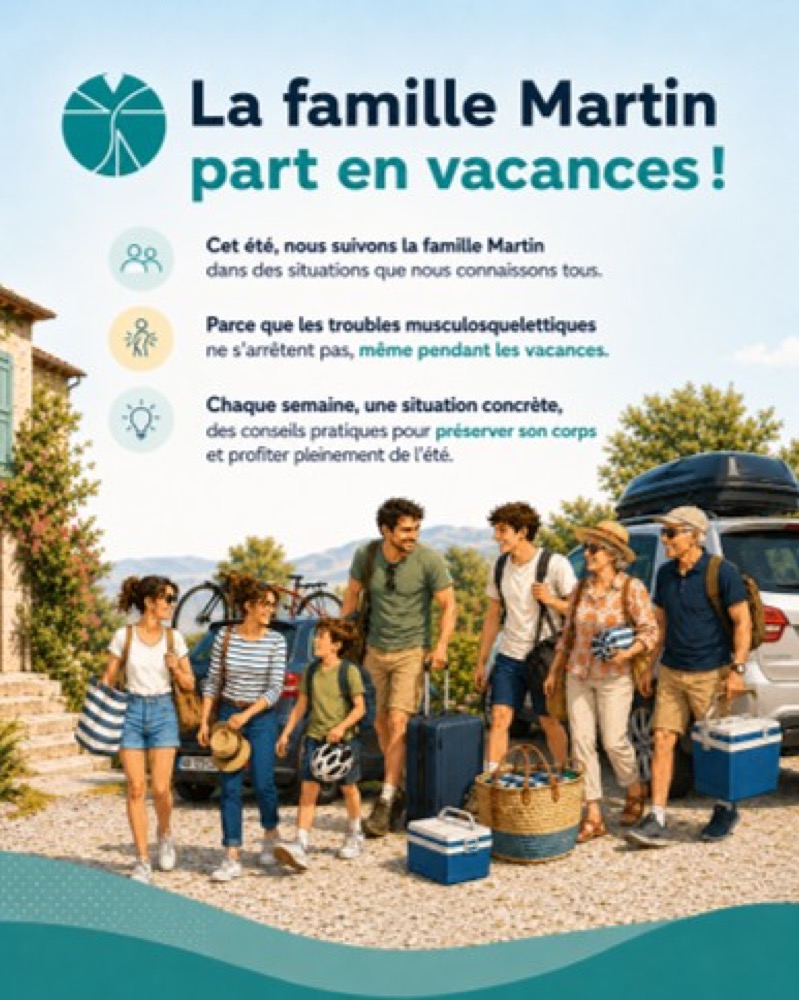 La famille Martin
part en vacances !
Cet été, nous suivons la famille Martin
dans des situations que nous connaissons tous.
Parce que les troubles musculosquelettiques
ne s'arrêtent pas, même pendant les vacances.
Chaque semaine, une situation concrète,
des conseils pratiques pour préserver son corps
et profiter pleinement de l'été.